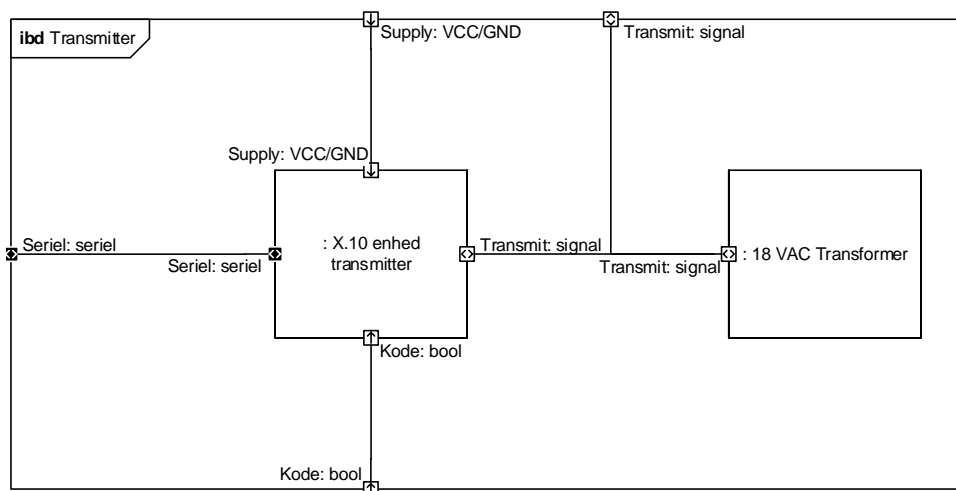 ibd Transmitter
Supply: VCC/GND
Transmit: signal
Supply: VCC/GND
Seriel: seriel
Seriel: seriel
: X.10 enhed
transmitter
Transmit: signal
Transmit: signal
: 18 VAC Transformer
Kode: bool
Kode: bool